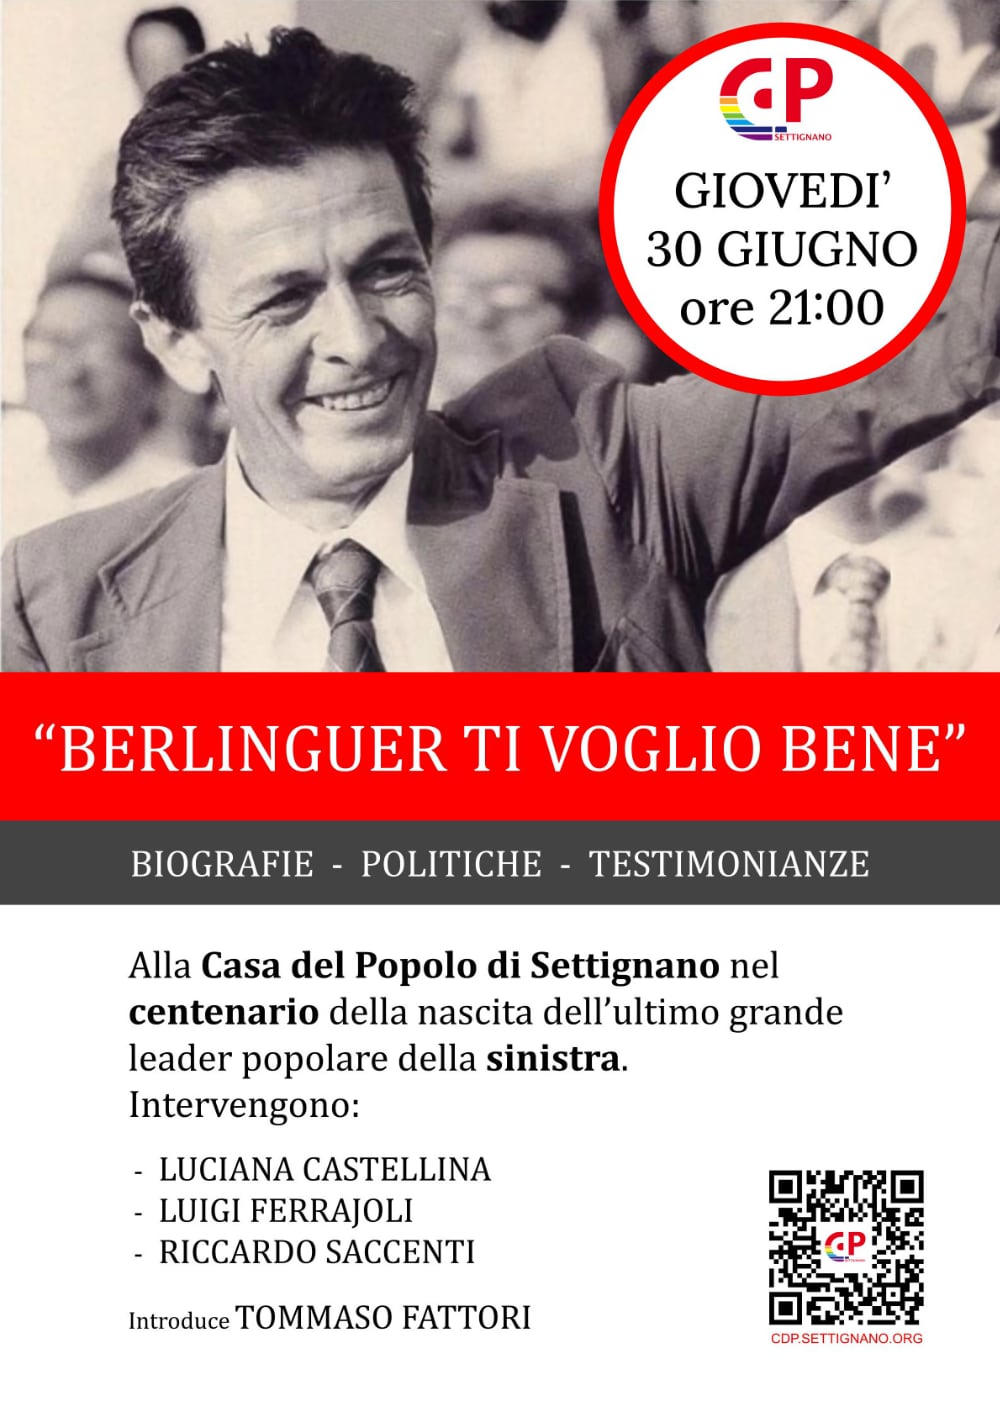 CdP
SETTIGNANO
GIOVEDI’
30 GIUGNO
ore 21:00
“BERLINGUER TI VOGLIO BENE”
BIOGRAFIE - POLITICHE - TESTIMONIANZE
Alla Casa del Popolo di Settignano nel
centenario della nascita dell’ultimo grande
leader popolare della sinistra.
Intervengono:
- LUCIANA CASTELLINA
- LUIGI FERRAJOLI
- RICCARDO SACCENTI
Introduce TOMMASO FATTORI
CdP
SETTIGNANO
CDP.SETTIGNANO.ORG